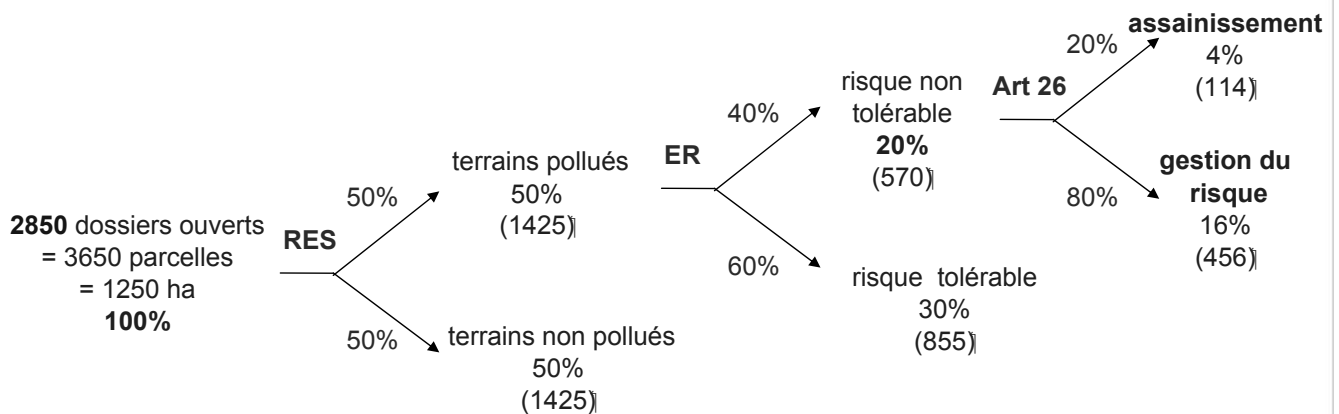 2850 dossiers ouverts
= 3650 parcelles
= 1250 ha
100%
RES
50%
50%
terrains pollués
50%
(1425)
terrains non pollués
50%
(1425)
ER
40%
60%
risque non
tolérable
20%
(570)
risque tolérable
30%
(855)
Art 26
20%
80%
assainissement
4%
(114)
gestion du
risque
16%
(456)